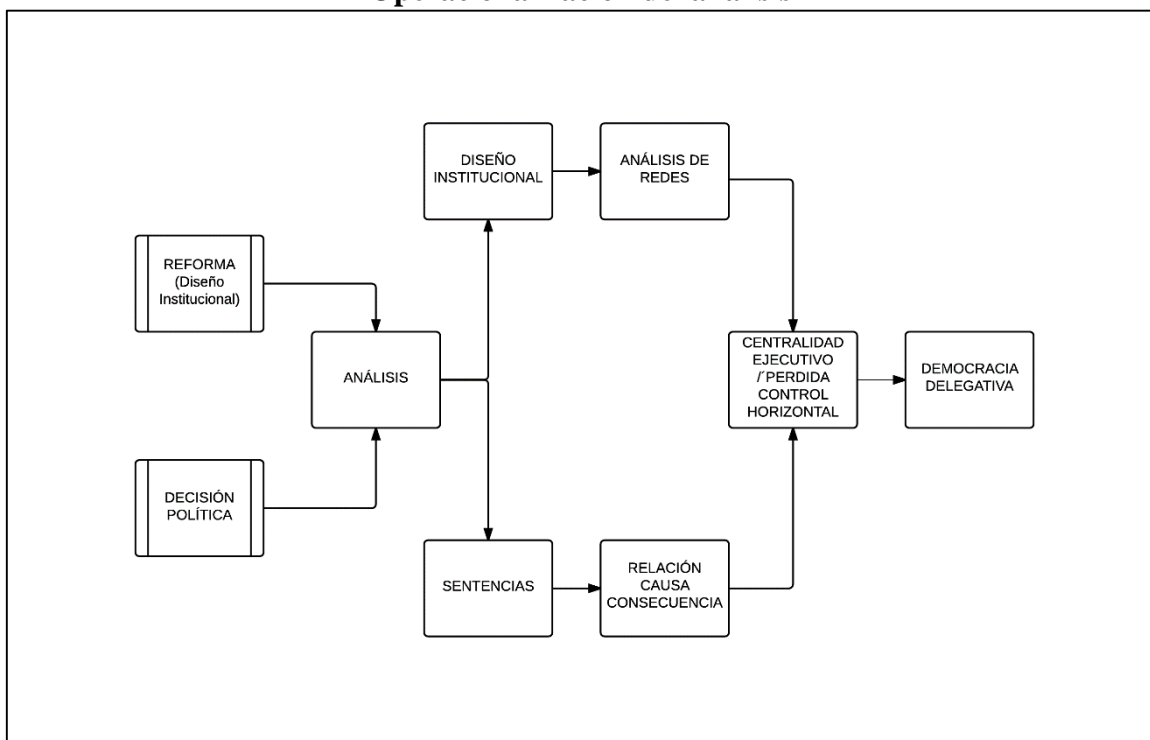 DISEÑO
INSTITUCIONAL
ANÁLISIS DE
REDES
REFORMA
(Diseño
Institucional)
ANÁLISIS
CENTRALIDAD
EJECUTIVO
/´PERDIDA
CONTROL
HORIZONTAL
DEMOCRACIA
DELEGATIVA
DECISIÓN
POLÍTICA
SENTENCIAS
RELACIÓN
CAUSA
CONSECUENCIA